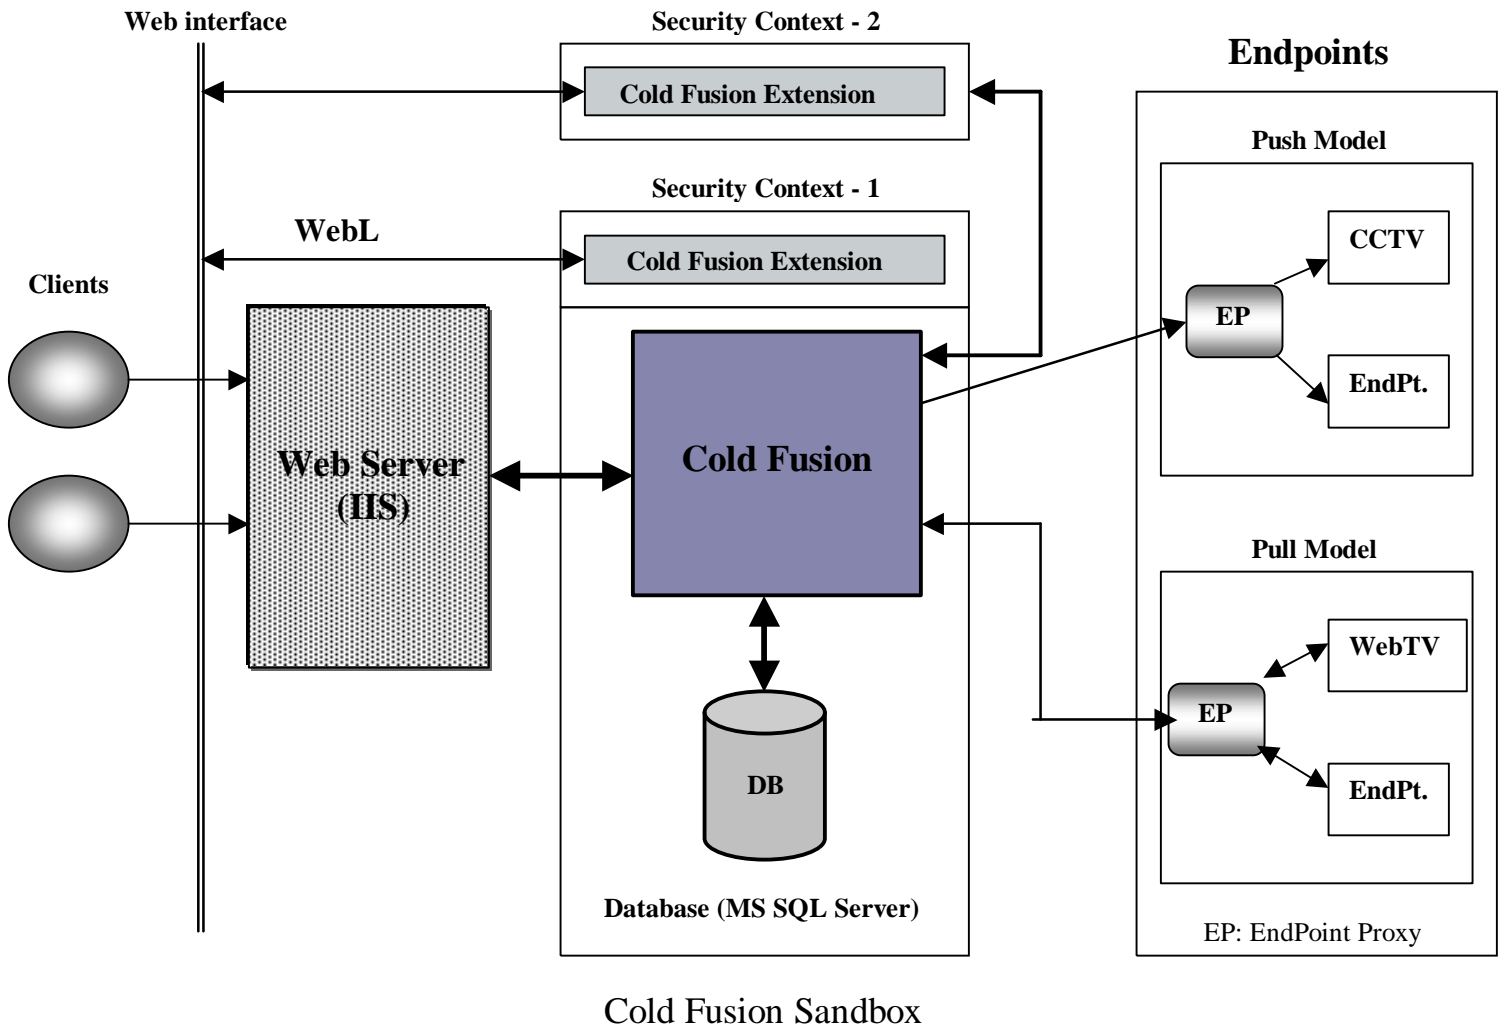 Web interface
Security Context - 2
Endpoints
Cold Fusion Extension
Push Model
Security Context - 1
WebL
CCTV
Cold Fusion Extension
Clients
EP
EndPt.
Web Server
(IIS)
Cold Fusion
Pull Model
WebTV
EP
DB
EndPt.
Database (MS SQL Server)
EP: EndPoint Proxy
Cold Fusion Sandbox